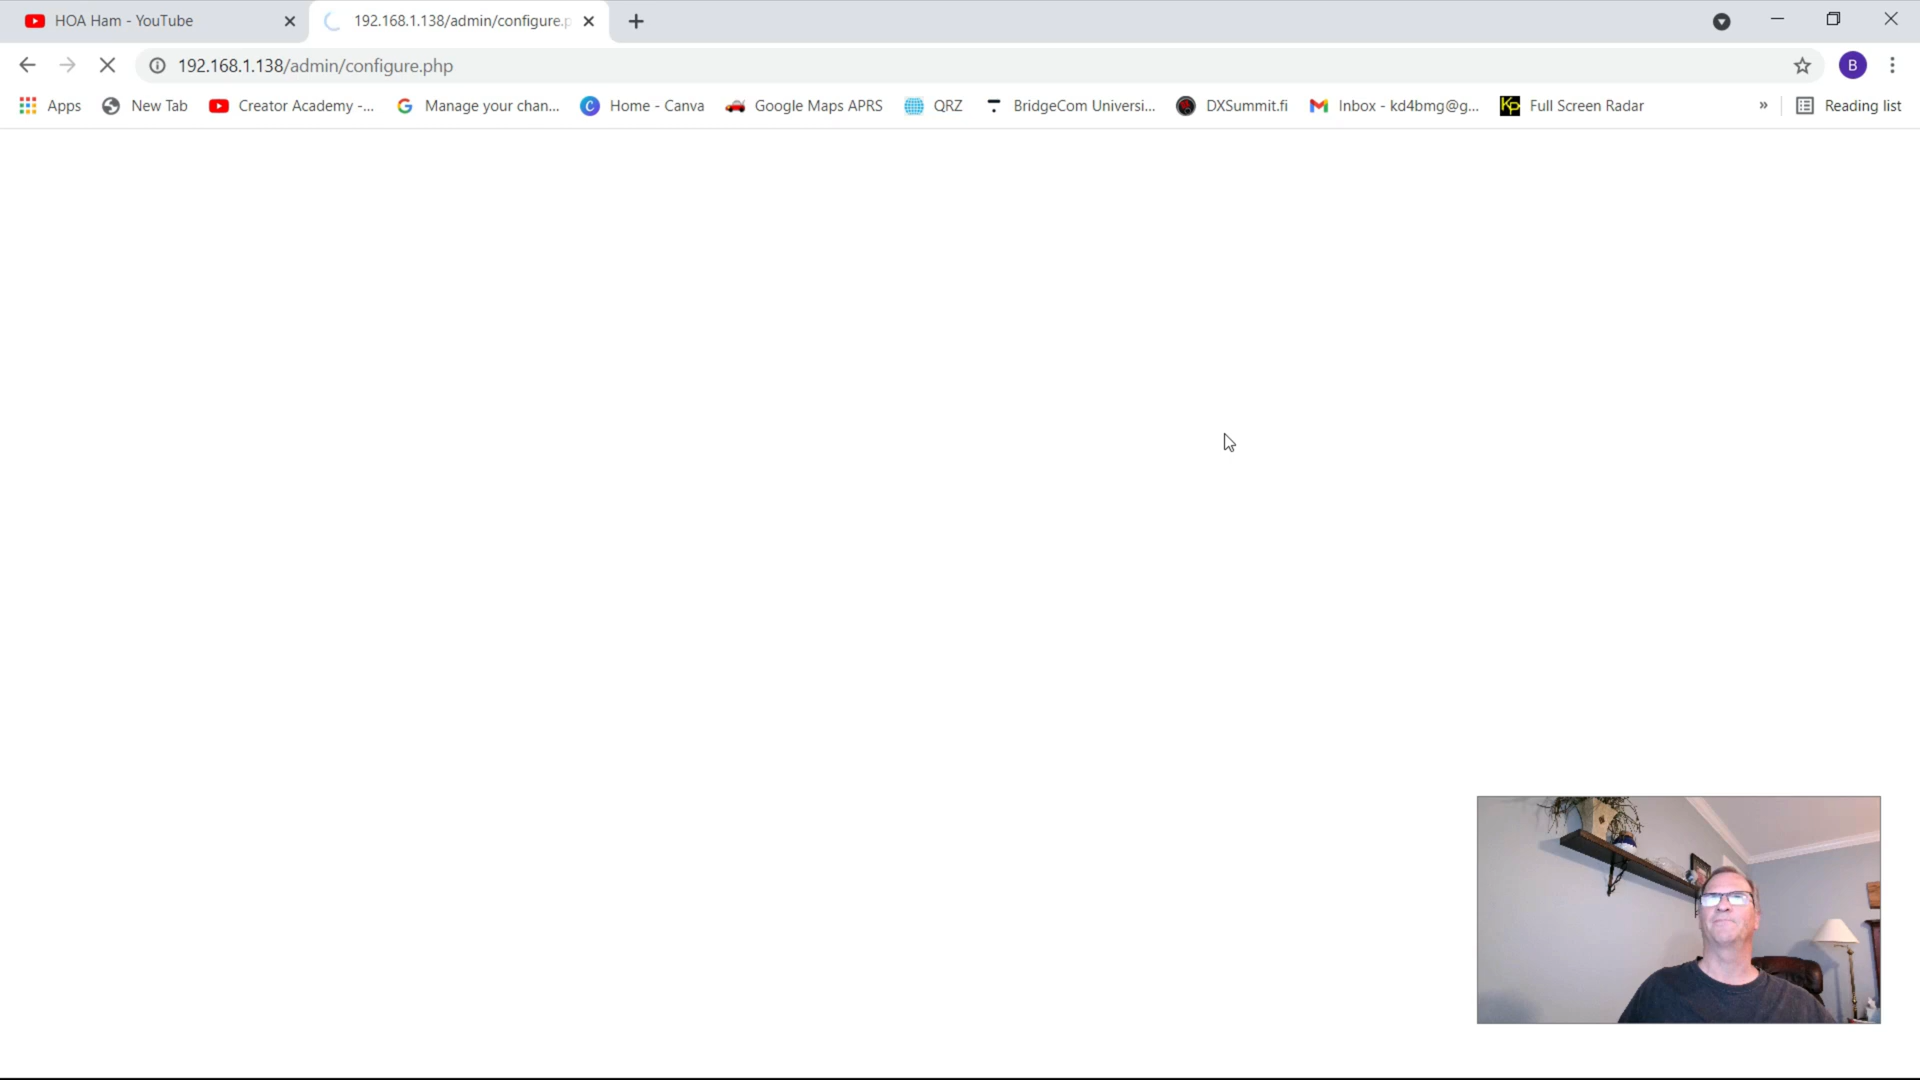 HOA Ham - YouTube
192.168.1.138/admin/configure.p
192.168.1.138/admin/configure.php
B
Apps
New Tab
Creator Academy -...
Manage your chan...
Home - Canva
Google Maps APRS
QRZ
BridgeCom Universi...
DXSummit.fi
Inbox - kd4bmg@g...
KP Full Screen Radar
»
Reading list